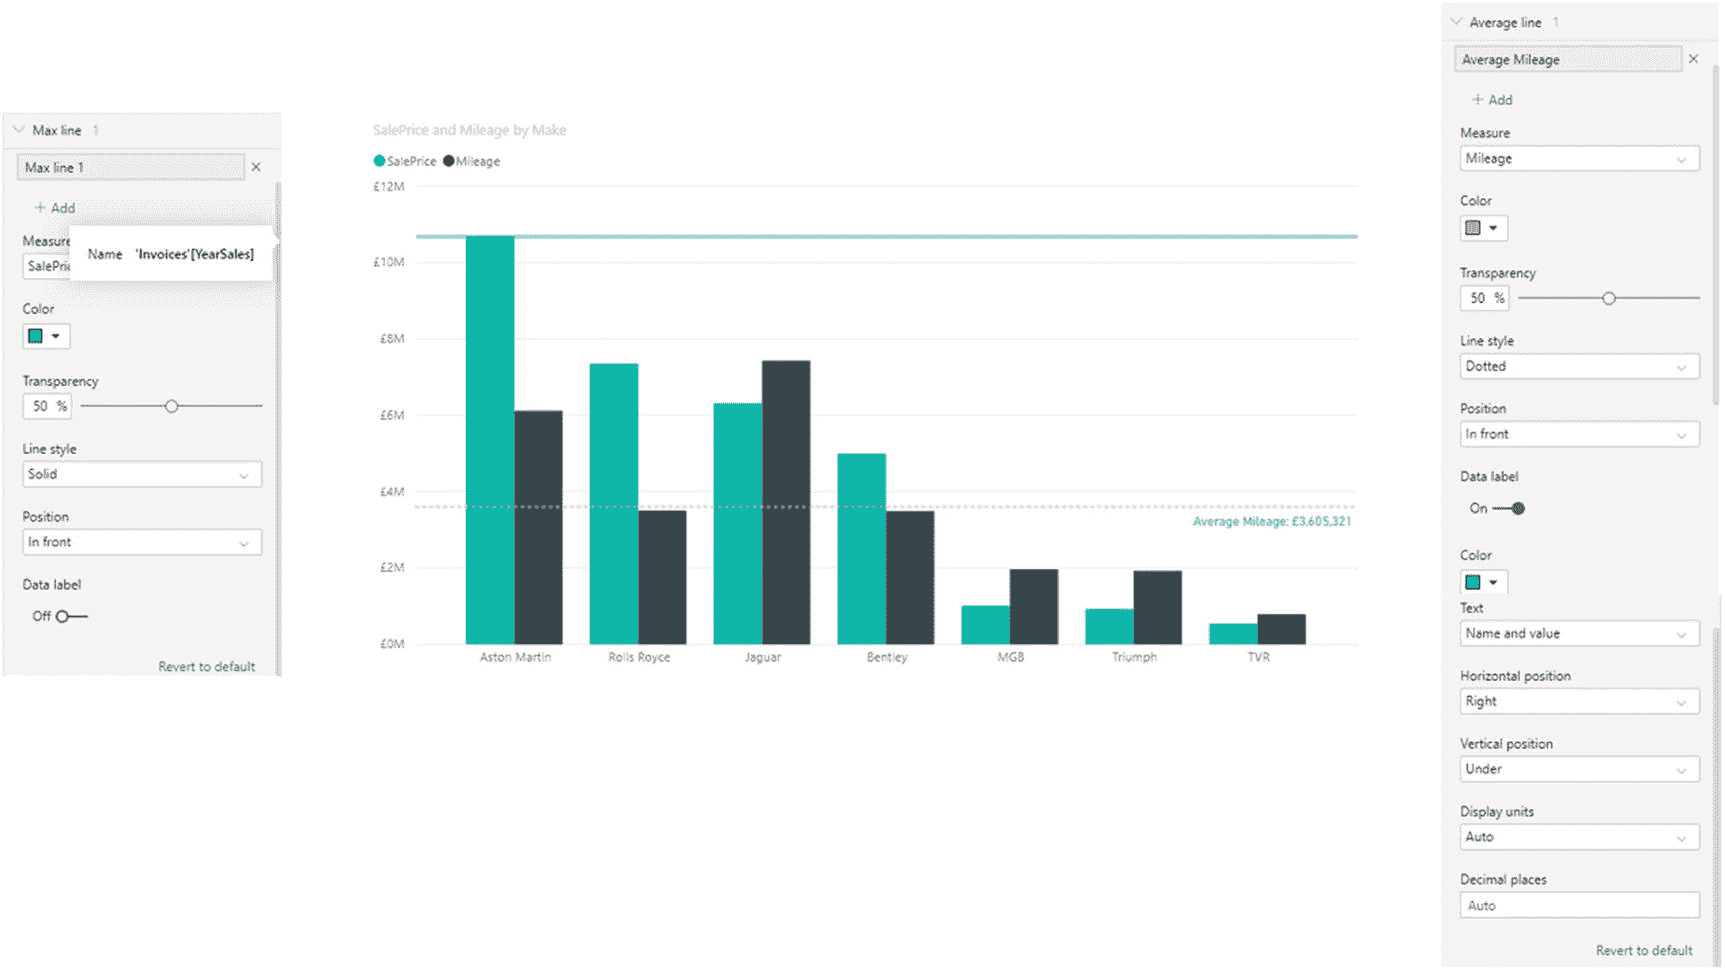 Max line 1
Max line 1
+ Add
Measure
Name 'Invoices'[YearSales]
SalePri
Color
Transparency
50 %
Line style
Solid
Position
In front
Data label
Off
Revert to default
SalePrice and Mileage by Make
SalePrice Mileage
£12M
£10M
£8M
£6M
£4M
£2M
£0M
Average Mileage: £3,605,321
Aston Martin Rolls Royce Jaguar Bentley MGB Triumph TVR
Average line 1
Average Mileage
+ Add
Measure
Mileage
Color
Transparency
50 %
Line style
Dotted
Position
In front
Data label
On
Color
Text
Name and value
Horizontal position
Right
Vertical position
Under
Display units
Auto
Decimal places
Auto
Revert to default